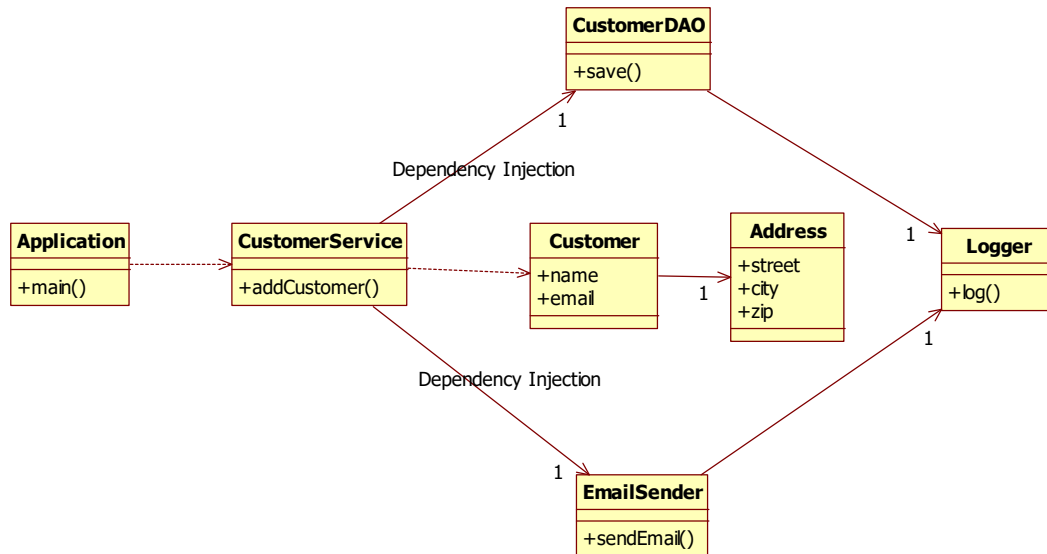 CustomerDAO
+save()
1
Dependency Injection
Application
+main()
CustomerService
+addCustomer()
Customer
+name
+email
1
Address
+street
+city
+zip
1
Logger
+log()
1
Dependency Injection
1
EmailSender
+sendEmail()